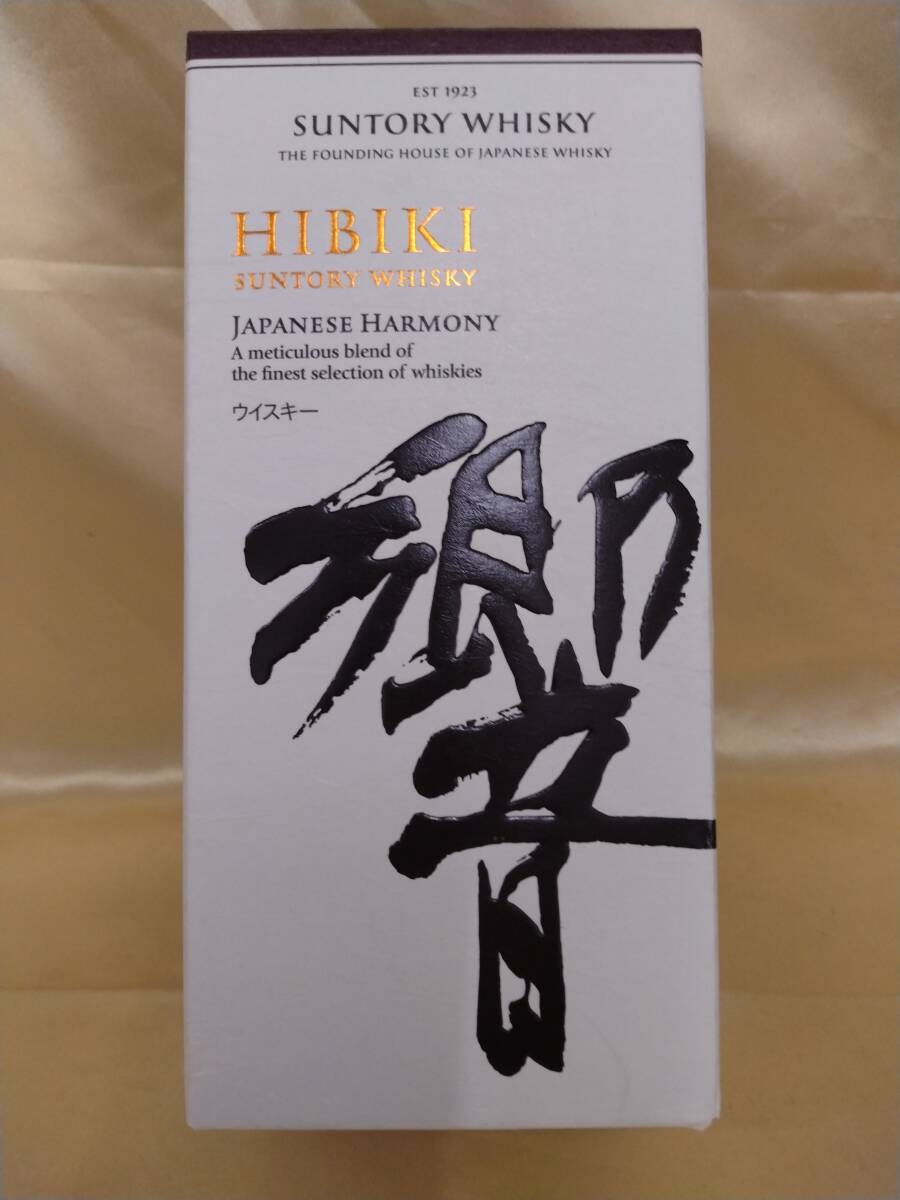 EST 1923
SUNTORY WHISKY
THE FOUNDING HOUSE OF JAPANESE WHISKY
HIBIKI
SUNTORY WHISKY
JAPANESE HARMONY
A meticulous blend of
the finest selection of whiskies
ウイスキー
響